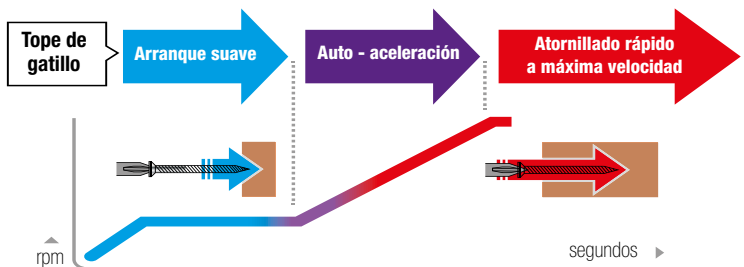 Tope de
gatillo
Arranque suave
Auto - aceleración
Atornillado rápido
a máxima velocidad
rpm
segundos